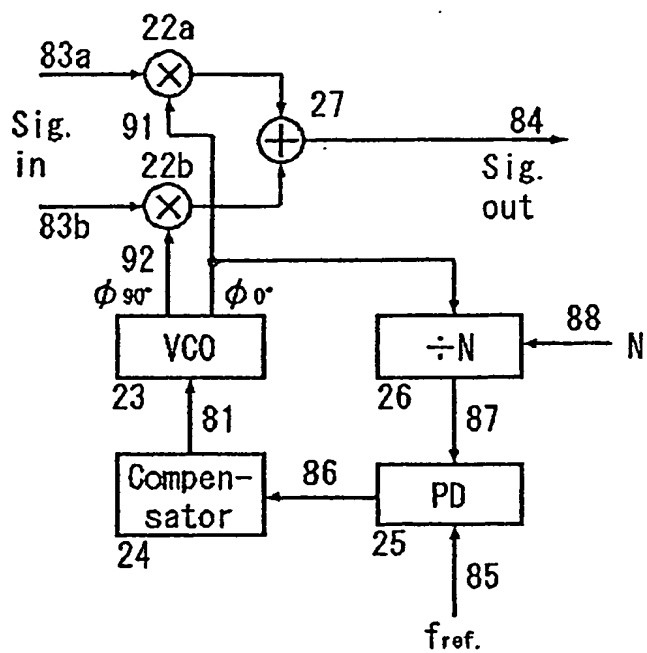 22a
83a
91
27
84
Sig.
in
22b
Sig.
out
83b
92
ϕ90°
ϕ0°
88
VCO
÷N
N
23
81
26
87
Compen-
sator
86
PD
24
25
85
fref.